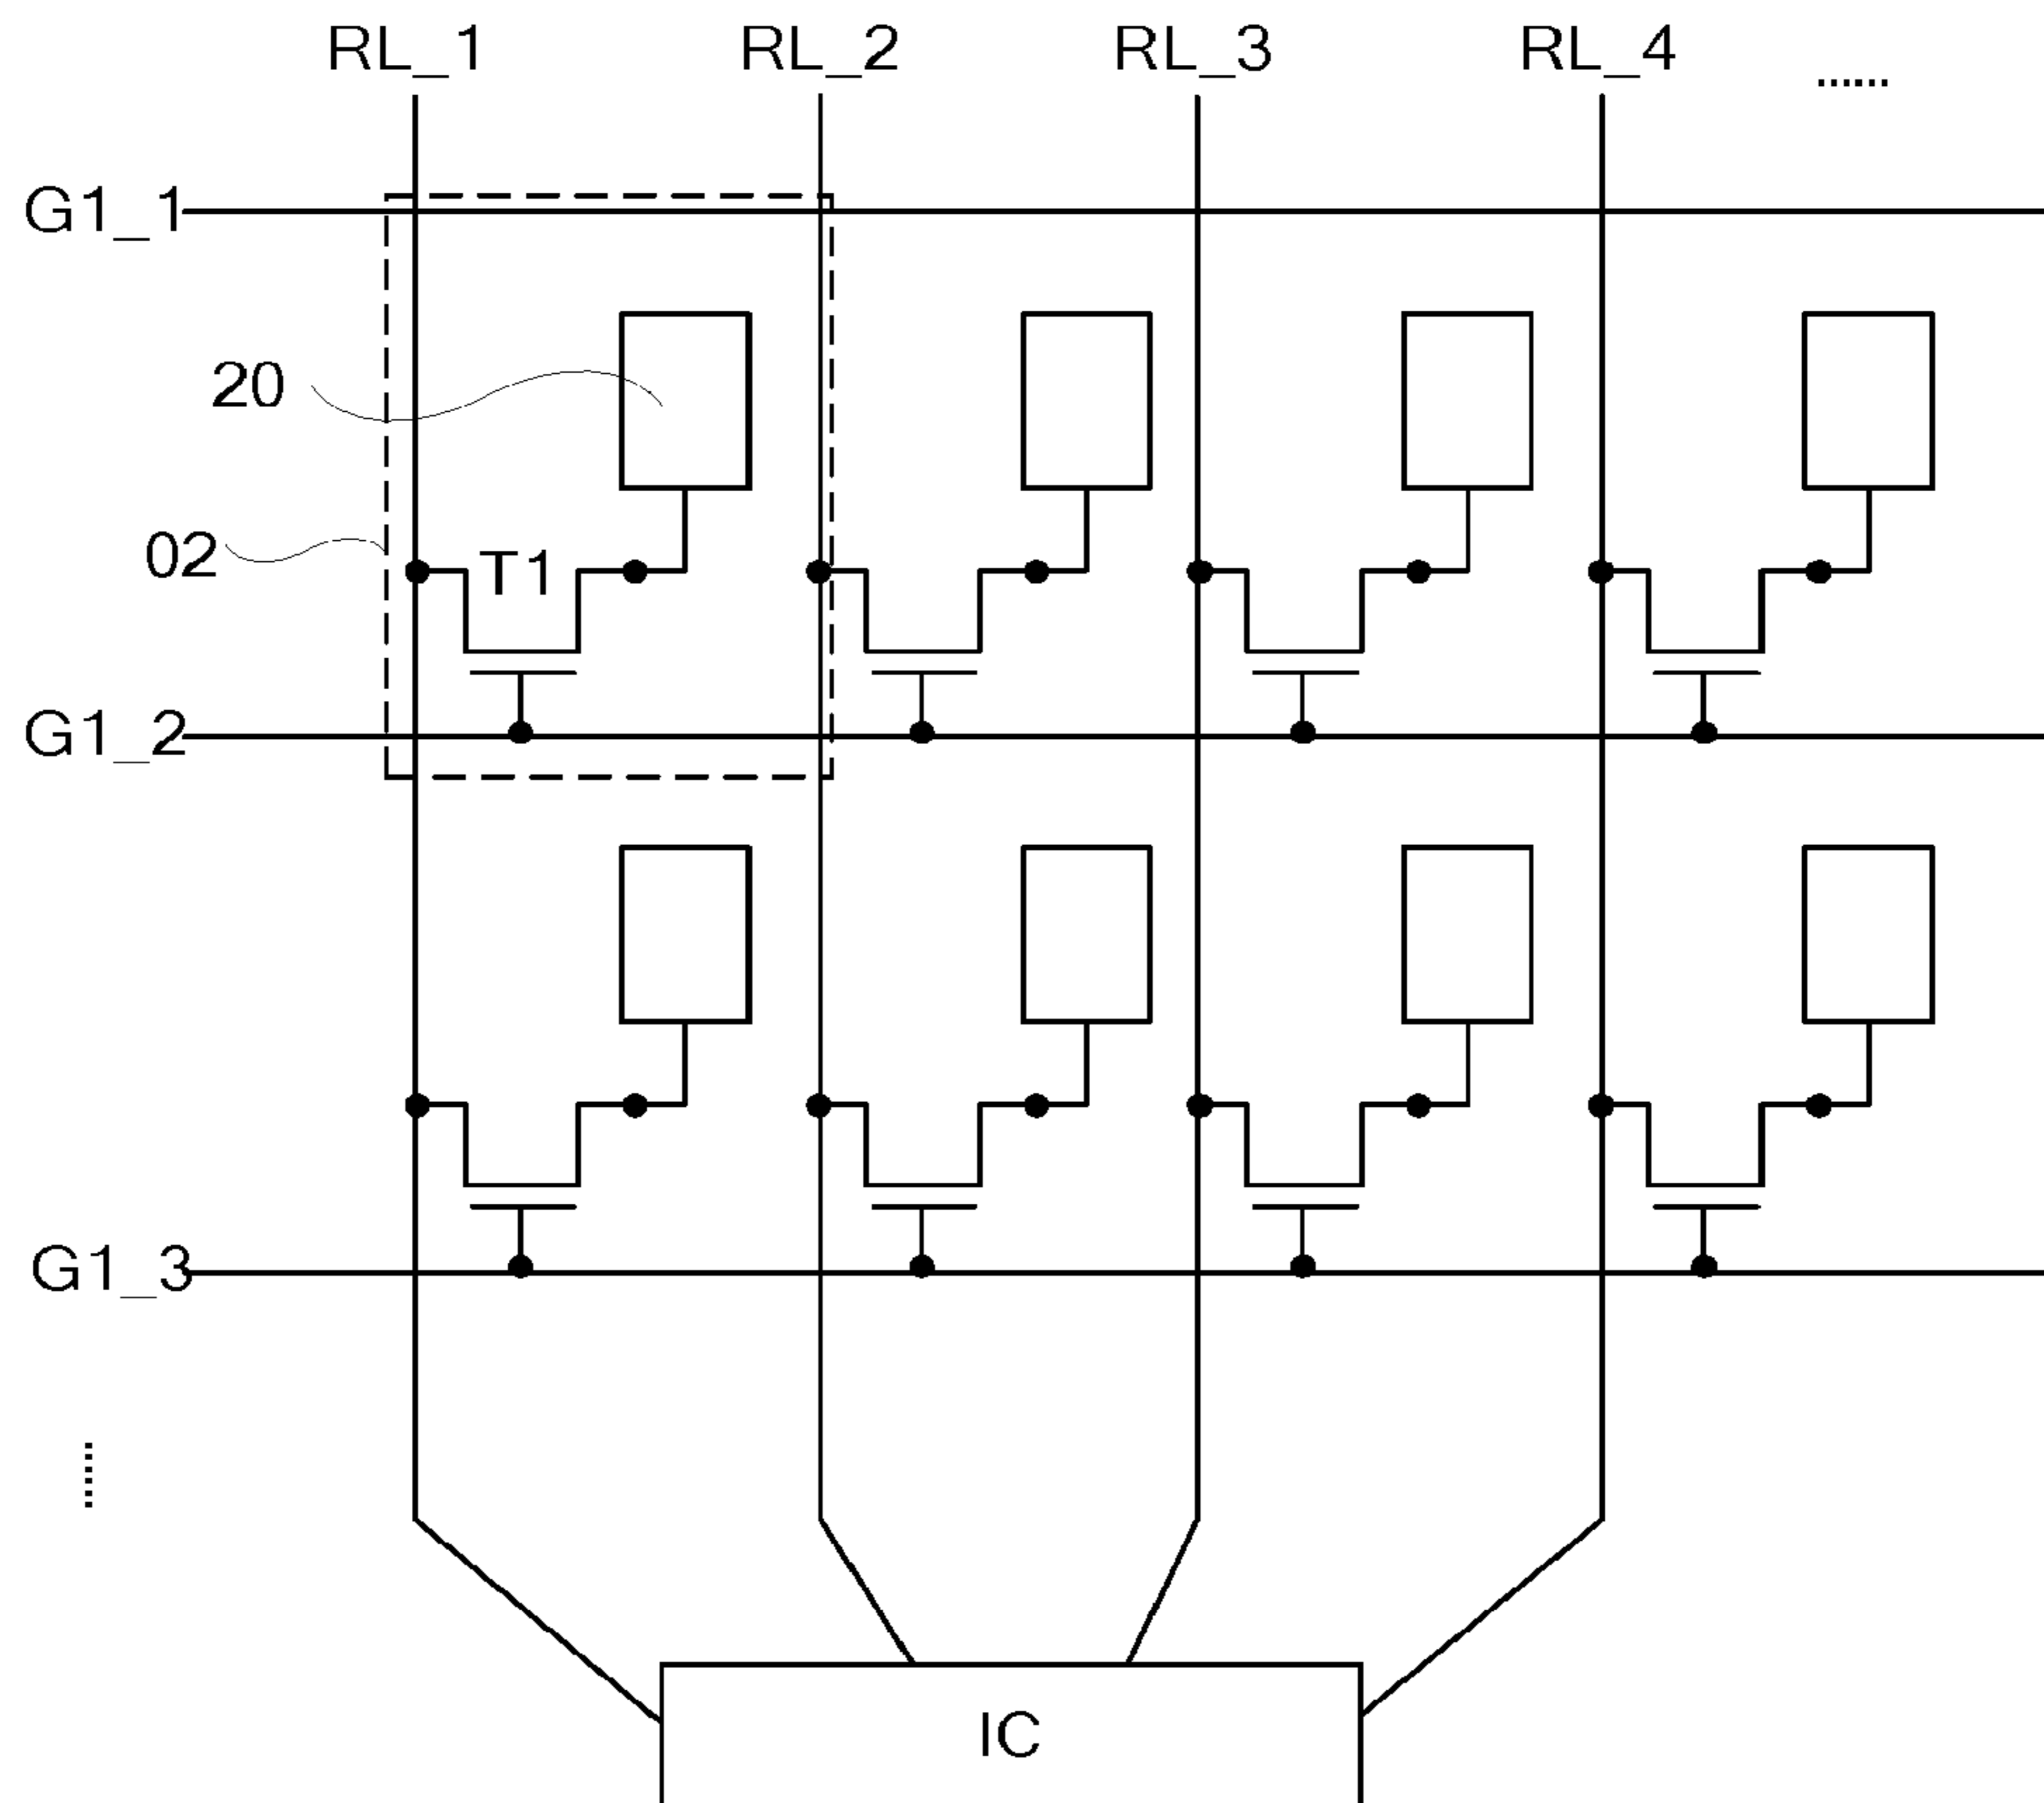 RL_1 RL_2 RL_3 RL_4 ......
G1_1
20
02
T1
G1_2
G1_3
......
IC